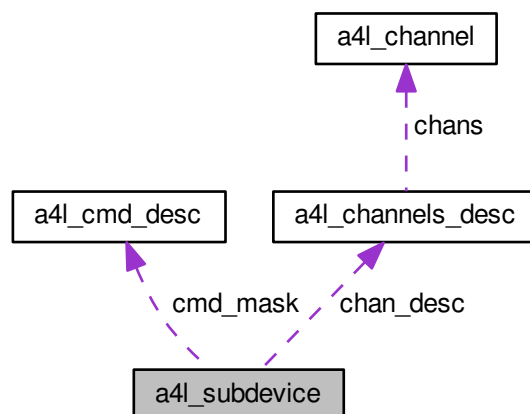 a4l_channel
chans
a4l_cmd_desc
a4l_channels_desc
cmd_mask
chan_desc
a4l_subdevice